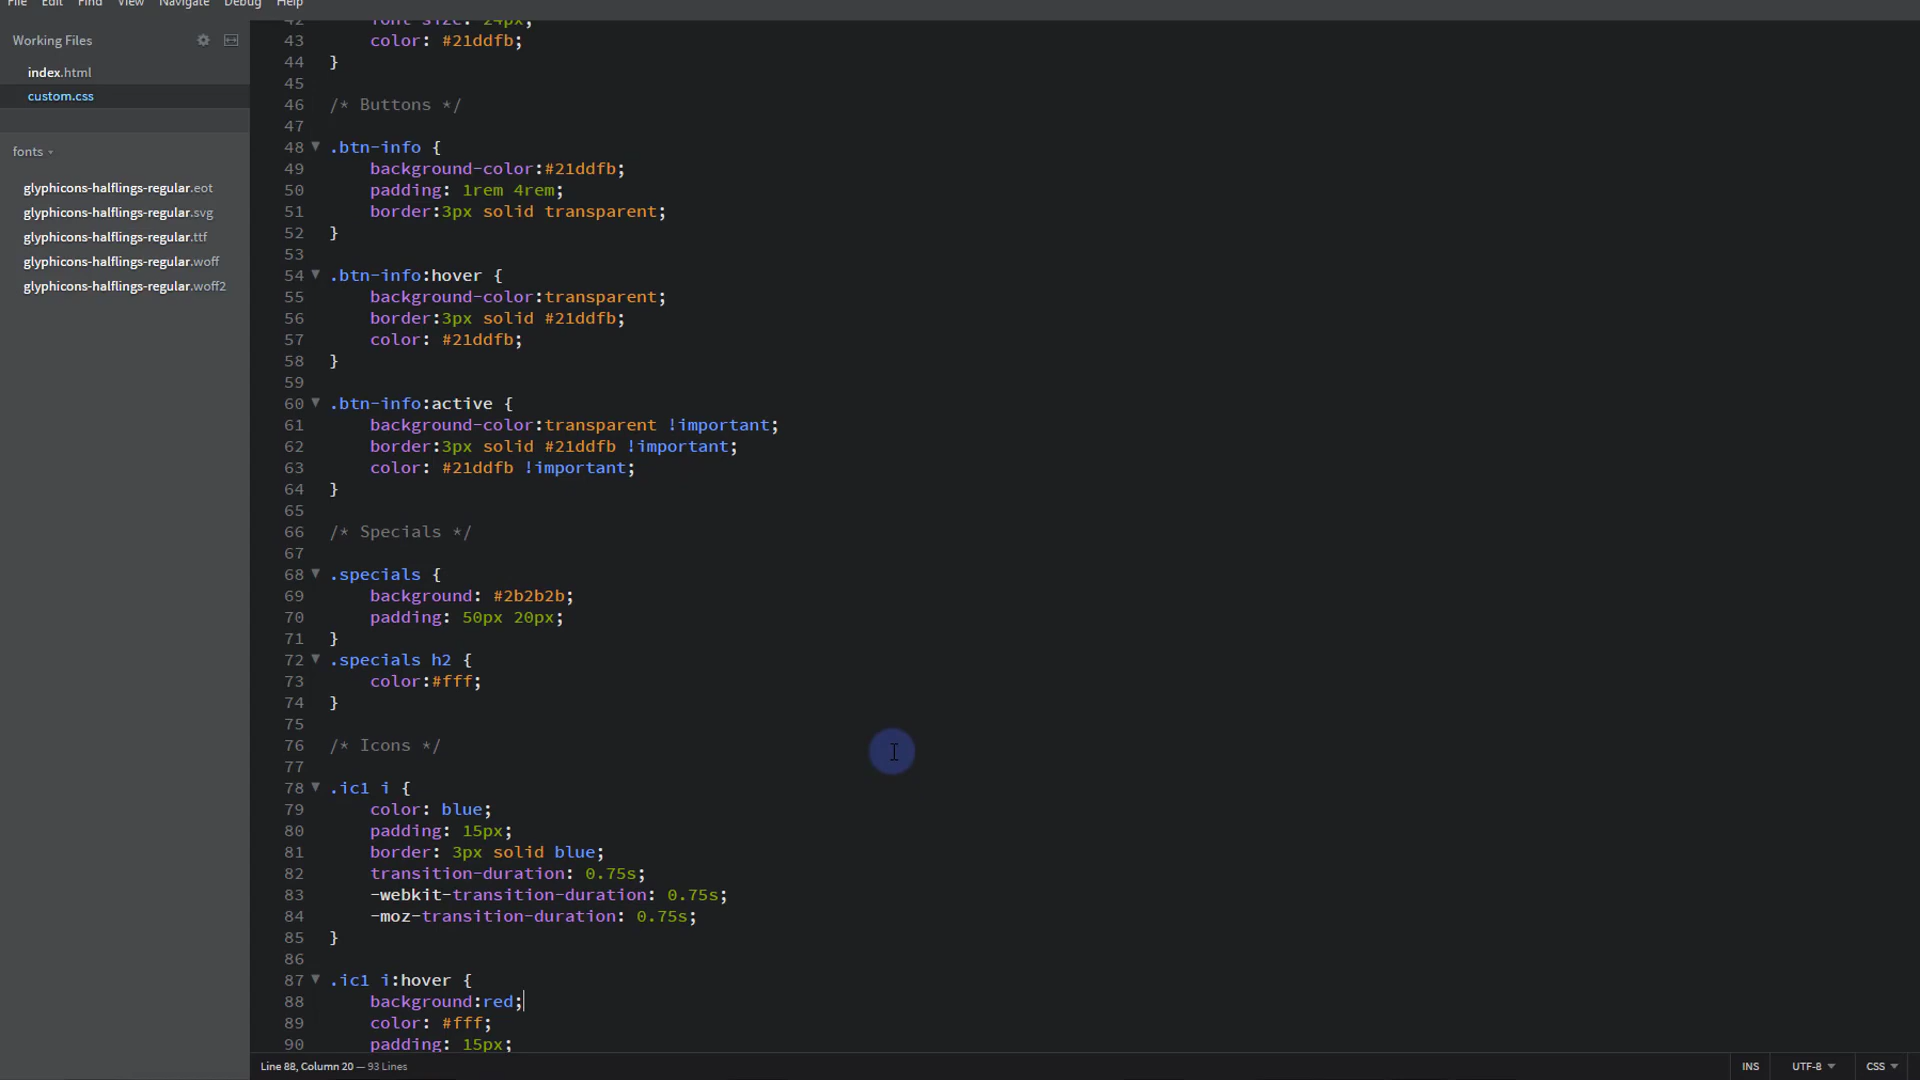 File Edit Find View Navigate Debug Help
Working Files
index.html
custom.css
fonts
glyphicons-halflings-regular.eot
glyphicons-halflings-regular.svg
glyphicons-halflings-regular.ttf
glyphicons-halflings-regular.woff
glyphicons-halflings-regular.woff2
42 font-size: 24px;
43 color: #21ddfb;
44 }
45
46 /* Buttons */
47
48 .btn-info {
49 background-color:#21ddfb;
50 padding: 1rem 4rem;
51 border:3px solid transparent;
52 }
53
54 .btn-info:hover {
55 background-color:transparent;
56 border:3px solid #21ddfb;
57 color: #21ddfb;
58 }
59
60 .btn-info:active {
61 background-color:transparent !important;
62 border:3px solid #21ddfb !important;
63 color: #21ddfb !important;
64 }
65
66 /* Specials */
67
68 .specials {
69 background: #2b2b2b;
70 padding: 50px 20px;
71 }
72 .specials h2 {
73 color:#fff;
74 }
75
76 /* Icons */
77
78 .ic1 i {
79 color: blue;
80 padding: 15px;
81 border: 3px solid blue;
82 transition-duration: 0.75s;
83 -webkit-transition-duration: 0.75s;
84 -moz-transition-duration: 0.75s;
85 }
86
87 .ic1 i:hover {
88 background:red;
89 color: #fff;
90 padding: 15px;
Line 88, Column 20 — 93 Lines
INS UTF-8 CSS